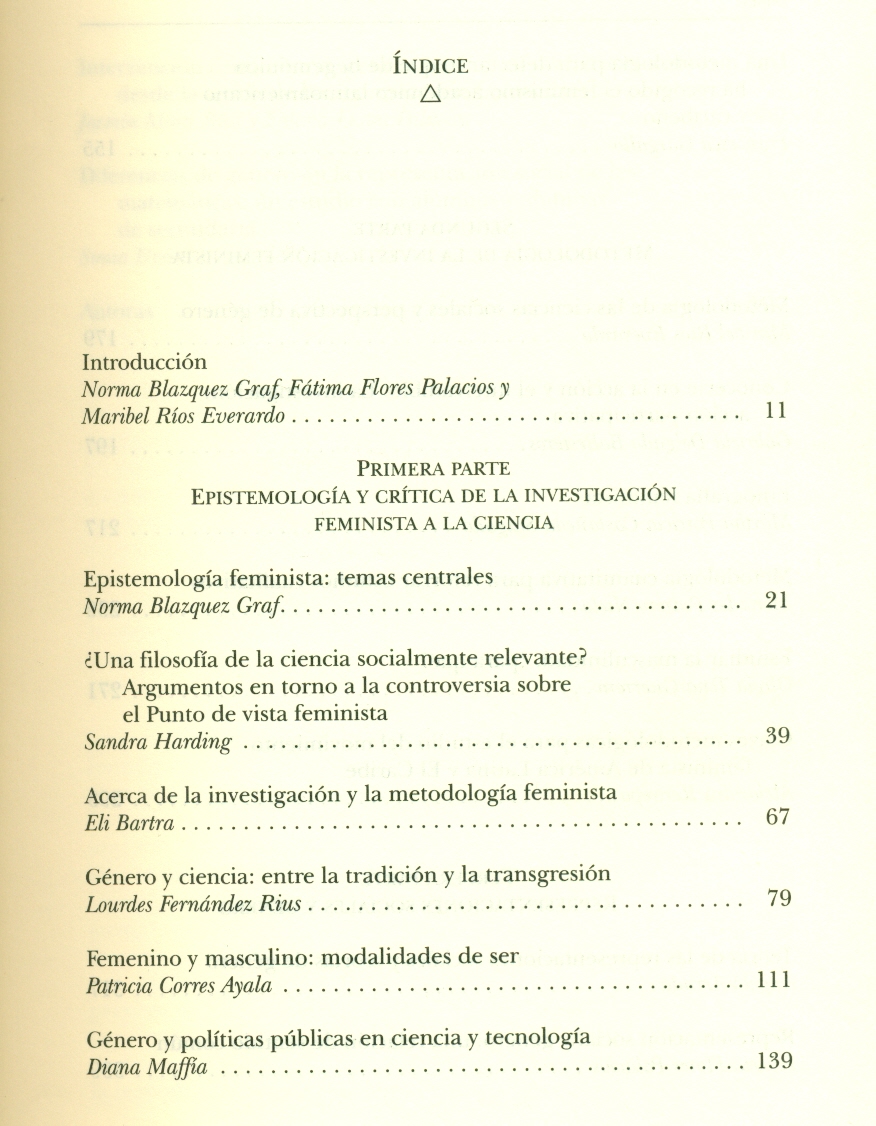 ÍNDICE
△
Introducción
Norma Blazquez Graf, Fátima Flores Palacios y
Maribel Ríos Everardo . . . . . . . . . . . . . . . . . . . . . . . . . . . . . . . . . . . . 11
PRIMERA PARTE
EPISTEMOLOGÍA Y CRÍTICA DE LA INVESTIGACIÓN
FEMINISTA A LA CIENCIA
Epistemología feminista: temas centrales
Norma Blazquez Graf. . . . . . . . . . . . . . . . . . . . . . . . . . . . . . . . . . . . . 21
¿Una filosofía de la ciencia socialmente relevante?
Argumentos en torno a la controversia sobre
el Punto de vista feminista
Sandra Harding . . . . . . . . . . . . . . . . . . . . . . . . . . . . . . . . . . . . . . . . 39
Acerca de la investigación y la metodología feminista
Eli Bartra . . . . . . . . . . . . . . . . . . . . . . . . . . . . . . . . . . . . . . . . . . . . . 67
Género y ciencia: entre la tradición y la transgresión
Lourdes Fernández Rius . . . . . . . . . . . . . . . . . . . . . . . . . . . . . . . . . . . 79
Femenino y masculino: modalidades de ser
Patricia Corres Ayala . . . . . . . . . . . . . . . . . . . . . . . . . . . . . . . . . . . . . 111
Género y políticas públicas en ciencia y tecnología
Diana Maffía . . . . . . . . . . . . . . . . . . . . . . . . . . . . . . . . . . . . . . . . . . 139